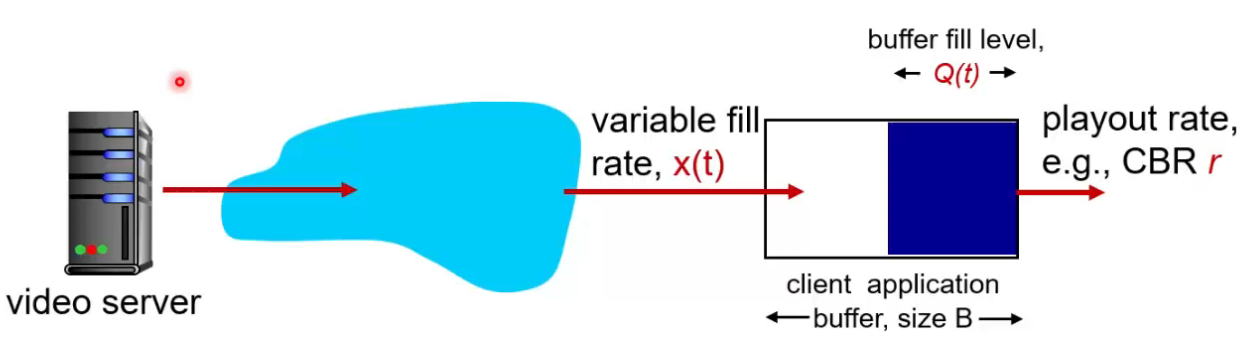 video server
variable fill
rate, x(t)
buffer fill level,
Q(t)
client application
buffer, size B
playout rate,
e.g., CBR r